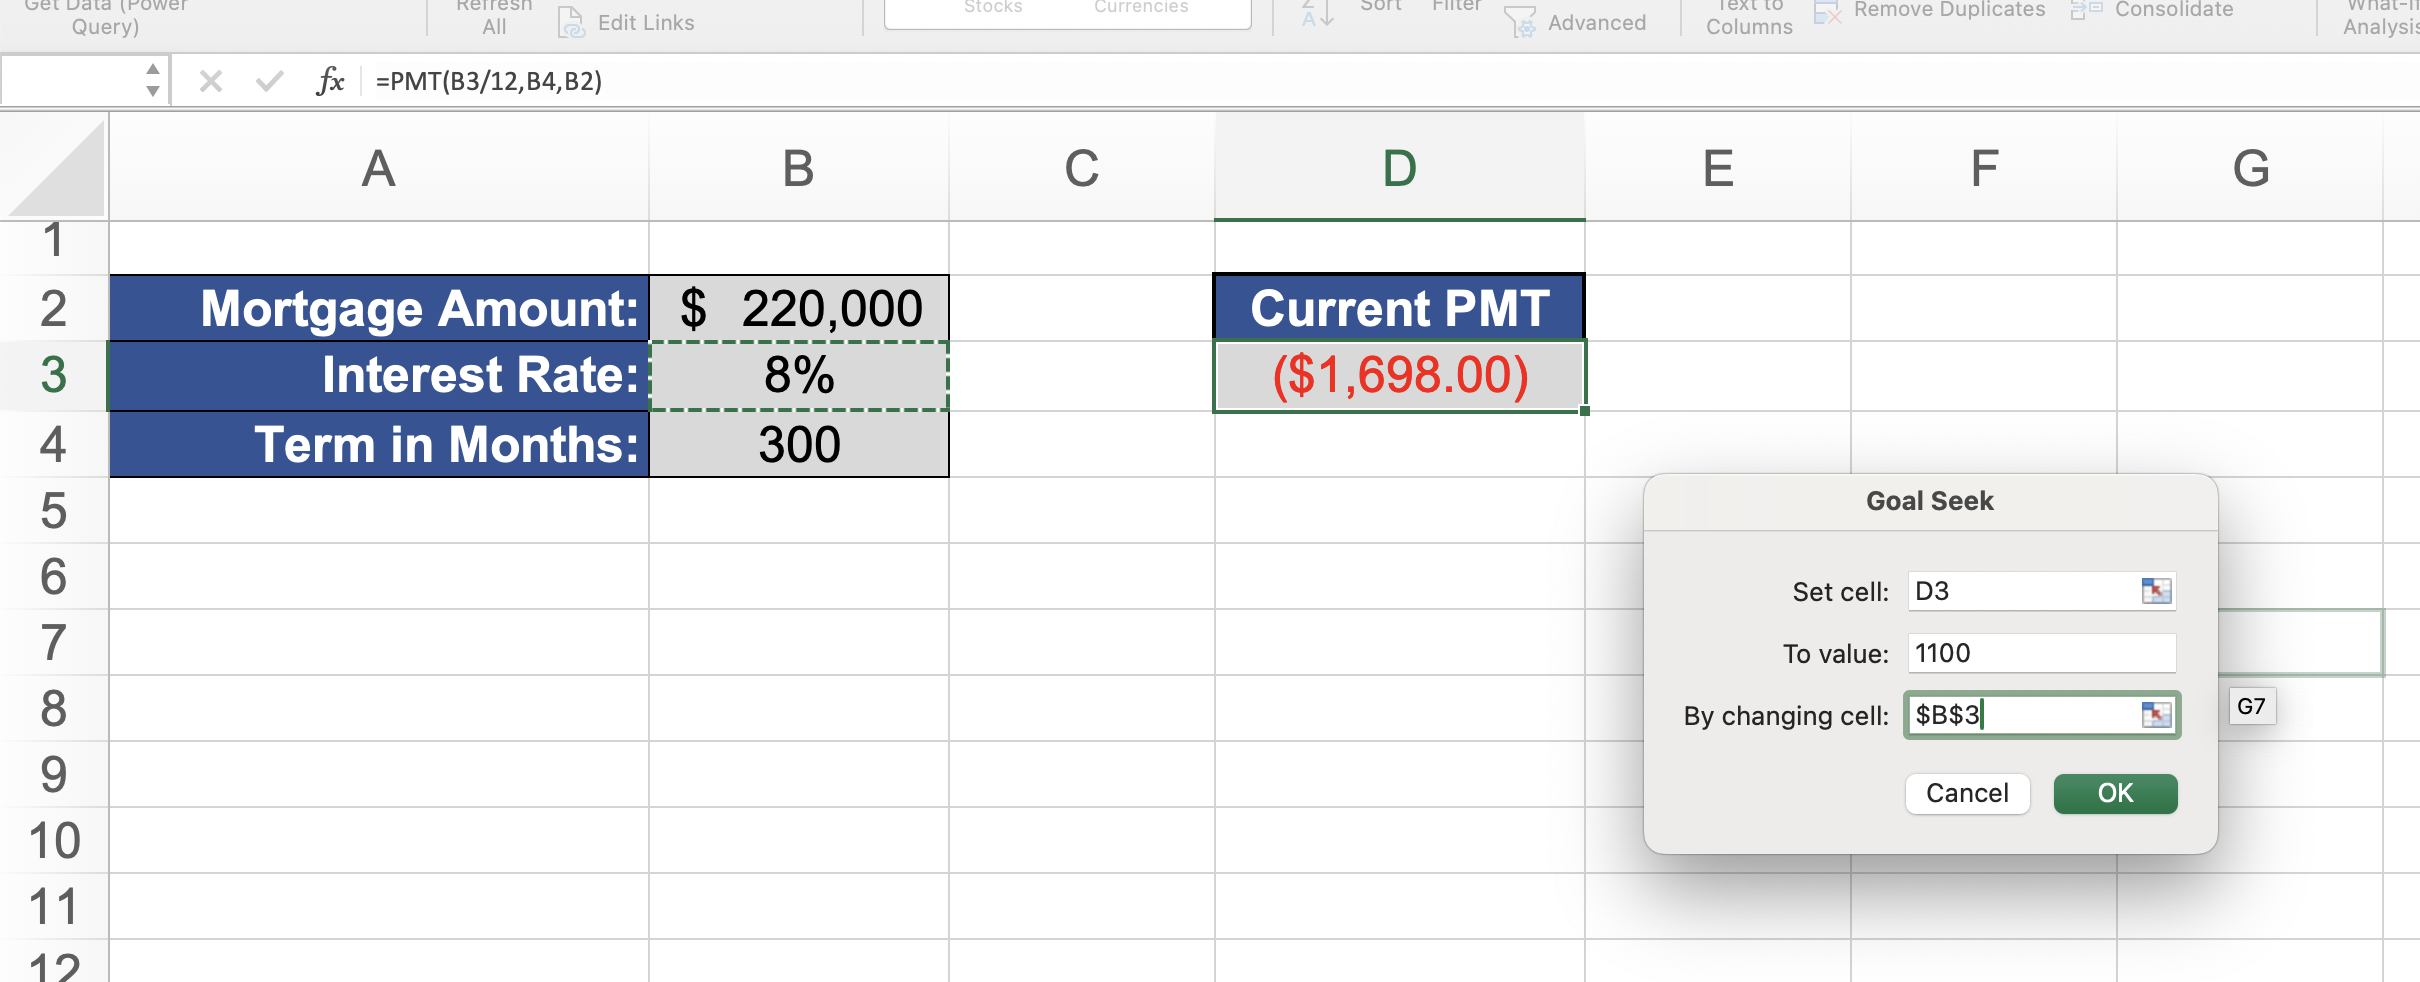 Get Data (Power
Query)
Refresh
All
Edit Links
Stocks
Currencies
Z
A
Sort
Filter
Advanced
Text to
Columns
Remove Duplicates
Consolidate
What-If
Analysis
fx =PMT(B3/12,B4,B2)
A B C D E F G
1
2 Mortgage Amount: $ 220,000 Current PMT
3 Interest Rate: 8% ($1,698.00)
4 Term in Months: 300
5
6
7
8
9
10
11
12
Goal Seek
Set cell: D3
To value: 1100
By changing cell: $B$3
Cancel OK
G7